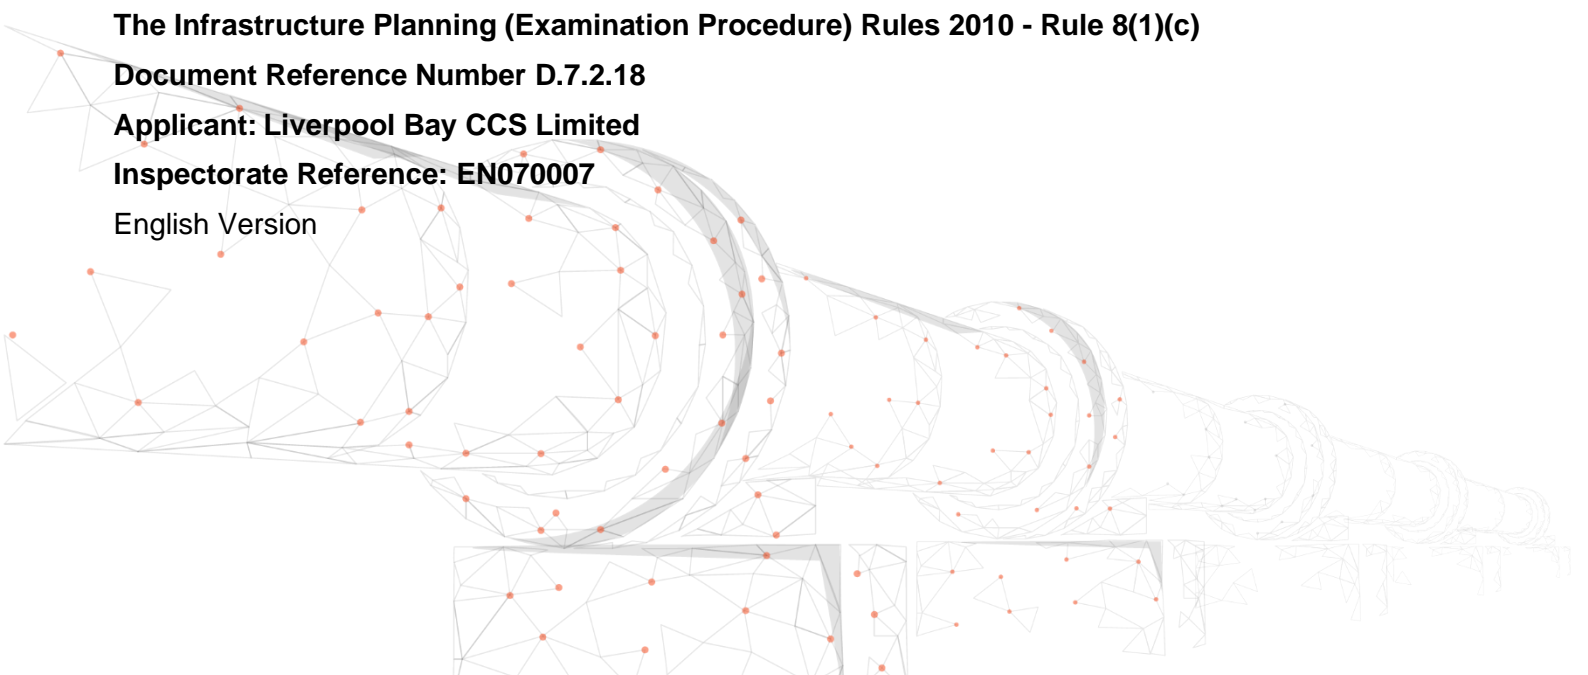 The Infrastructure Planning (Examination Procedure) Rules 2010 - Rule 8(1)(c)
Document Reference Number D.7.2.18
Applicant: Liverpool Bay CCS Limited
Inspectorate Reference: EN070007
English Version